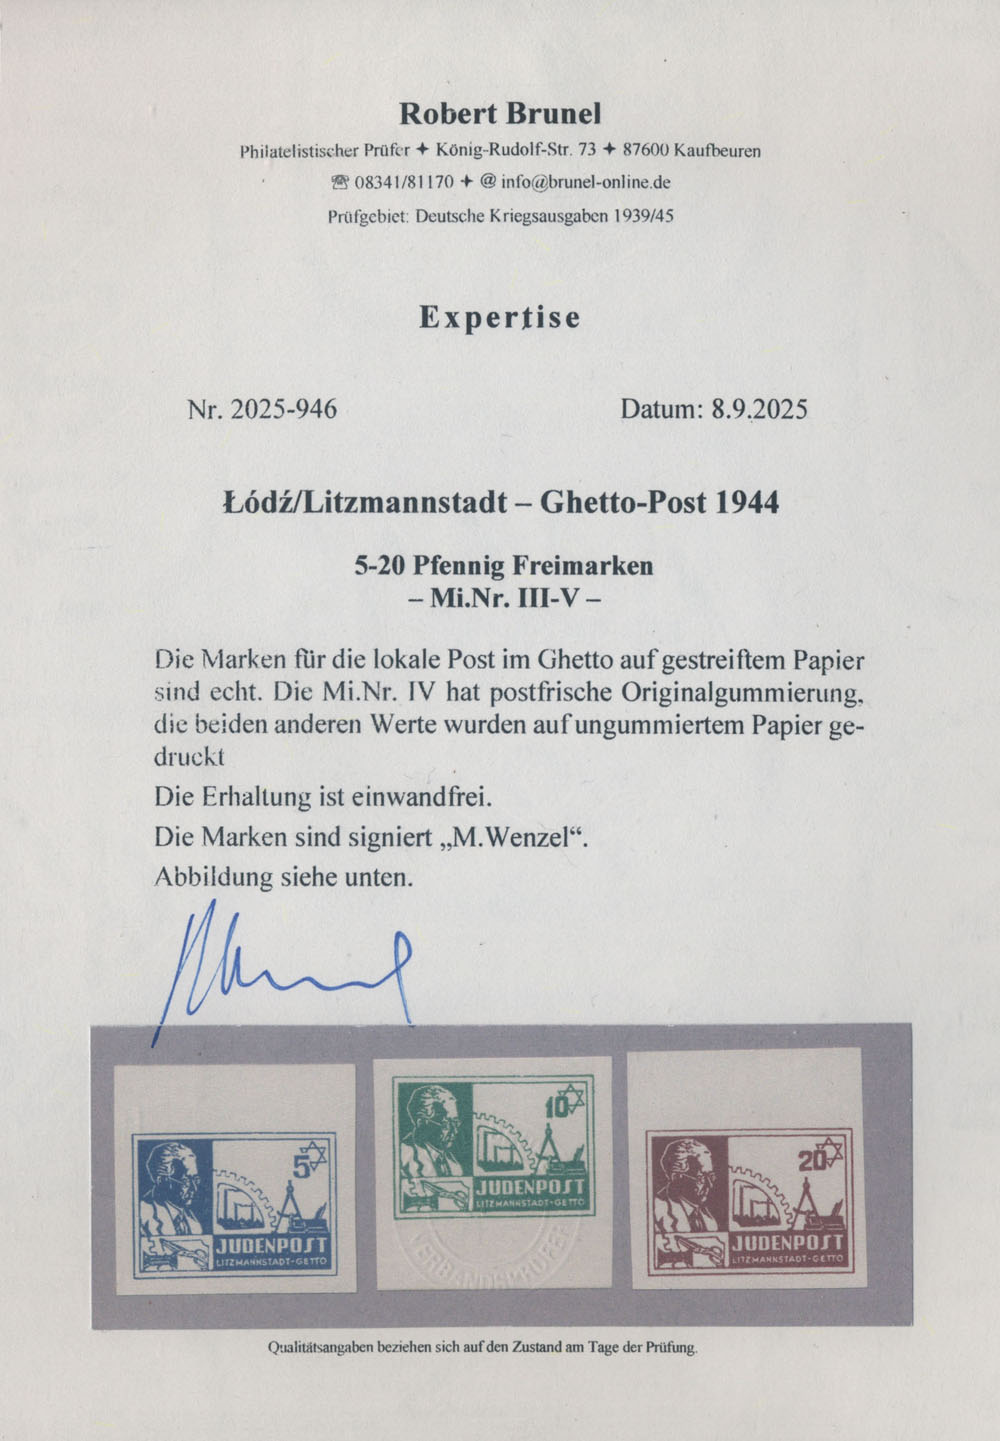 Robert Brunel
Philatelistischer Prüfer ✦ König-Rudolf-Str. 73 ✦ 87600 Kaufbeuren
☏ 08341/81170 ✦ @ info@brunel-online.de
Prüfgebiet: Deutsche Kriegsausgaben 1939/45
Expertise
Nr. 2025-946 Datum: 8.9.2025
Łódź/Litzmannstadt – Ghetto-Post 1944
5-20 Pfennig Freimarken
– Mi.Nr. III-V –
Die Marken für die lokale Post im Ghetto auf gestreiftem Papier
sind echt. Die Mi.Nr. IV hat postfrische Originalgummierung,
die beiden anderen Werte wurden auf ungummiertem Papier ge-
druckt
Die Erhaltung ist einwandfrei.
Die Marken sind signiert „M.Wenzel“.
Abbildung siehe unten.
5
JUDENPOST
LITZMANNSTADT-GETTO
10
JUDENPOST
LITZMANNSTADT-GETTO
VERBANDSPRÜFER
20
JUDENPOST
LITZMANNSTADT-GETTO
Qualitätsangaben beziehen sich auf den Zustand am Tage der Prüfung.